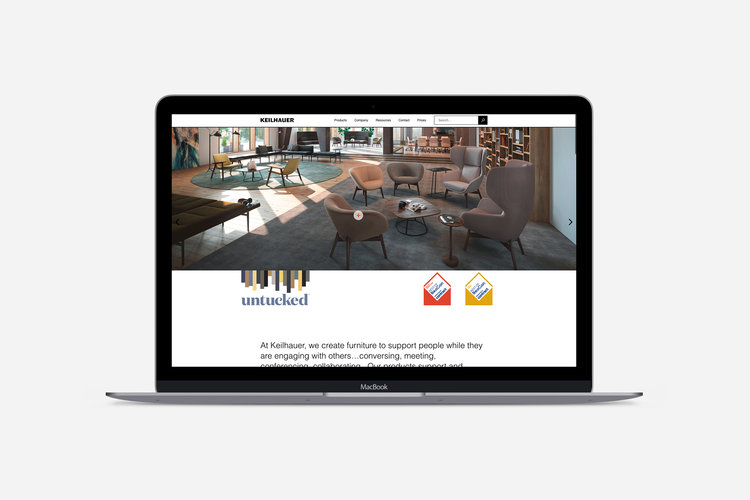 KEILHAUER
Products Company Resources Contact Prices
Search...
untucked
At Keilhauer, we create furniture to support people while they
are engaging with others…conversing, meeting,
conferencing, collaborating. Our products support and
MacBook